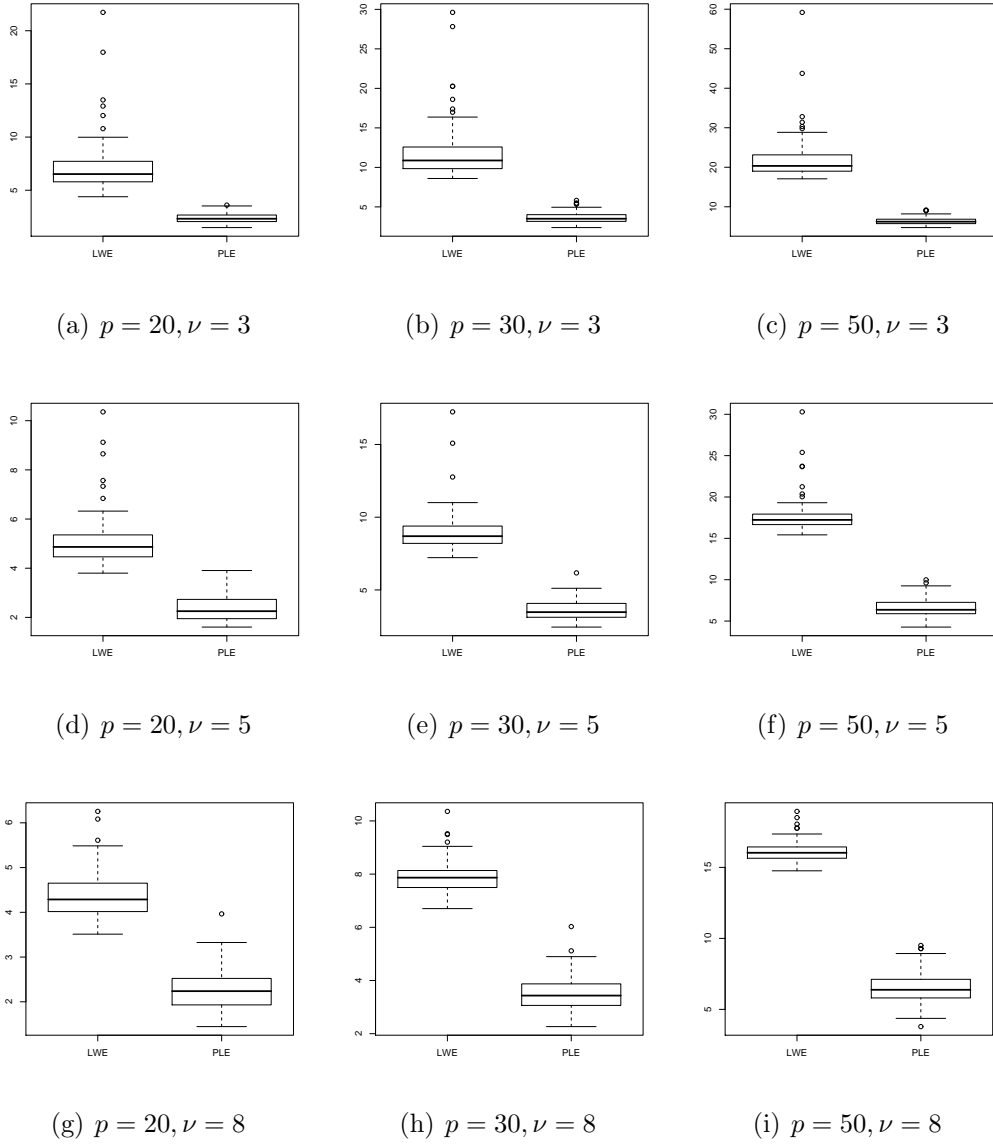 20
15
10
5
LWE PLE
(a) p = 20, ν = 3
30
25
20
15
10
5
LWE PLE
(b) p = 30, ν = 3
60
50
40
30
20
10
LWE PLE
(c) p = 50, ν = 3
10
8
6
4
2
LWE PLE
(d) p = 20, ν = 5
15
10
5
LWE PLE
(e) p = 30, ν = 5
30
25
20
15
10
5
LWE PLE
(f) p = 50, ν = 5
6
5
4
3
2
LWE PLE
(g) p = 20, ν = 8
10
8
6
4
2
LWE PLE
(h) p = 30, ν = 8
15
10
5
LWE PLE
(i) p = 50, ν = 8